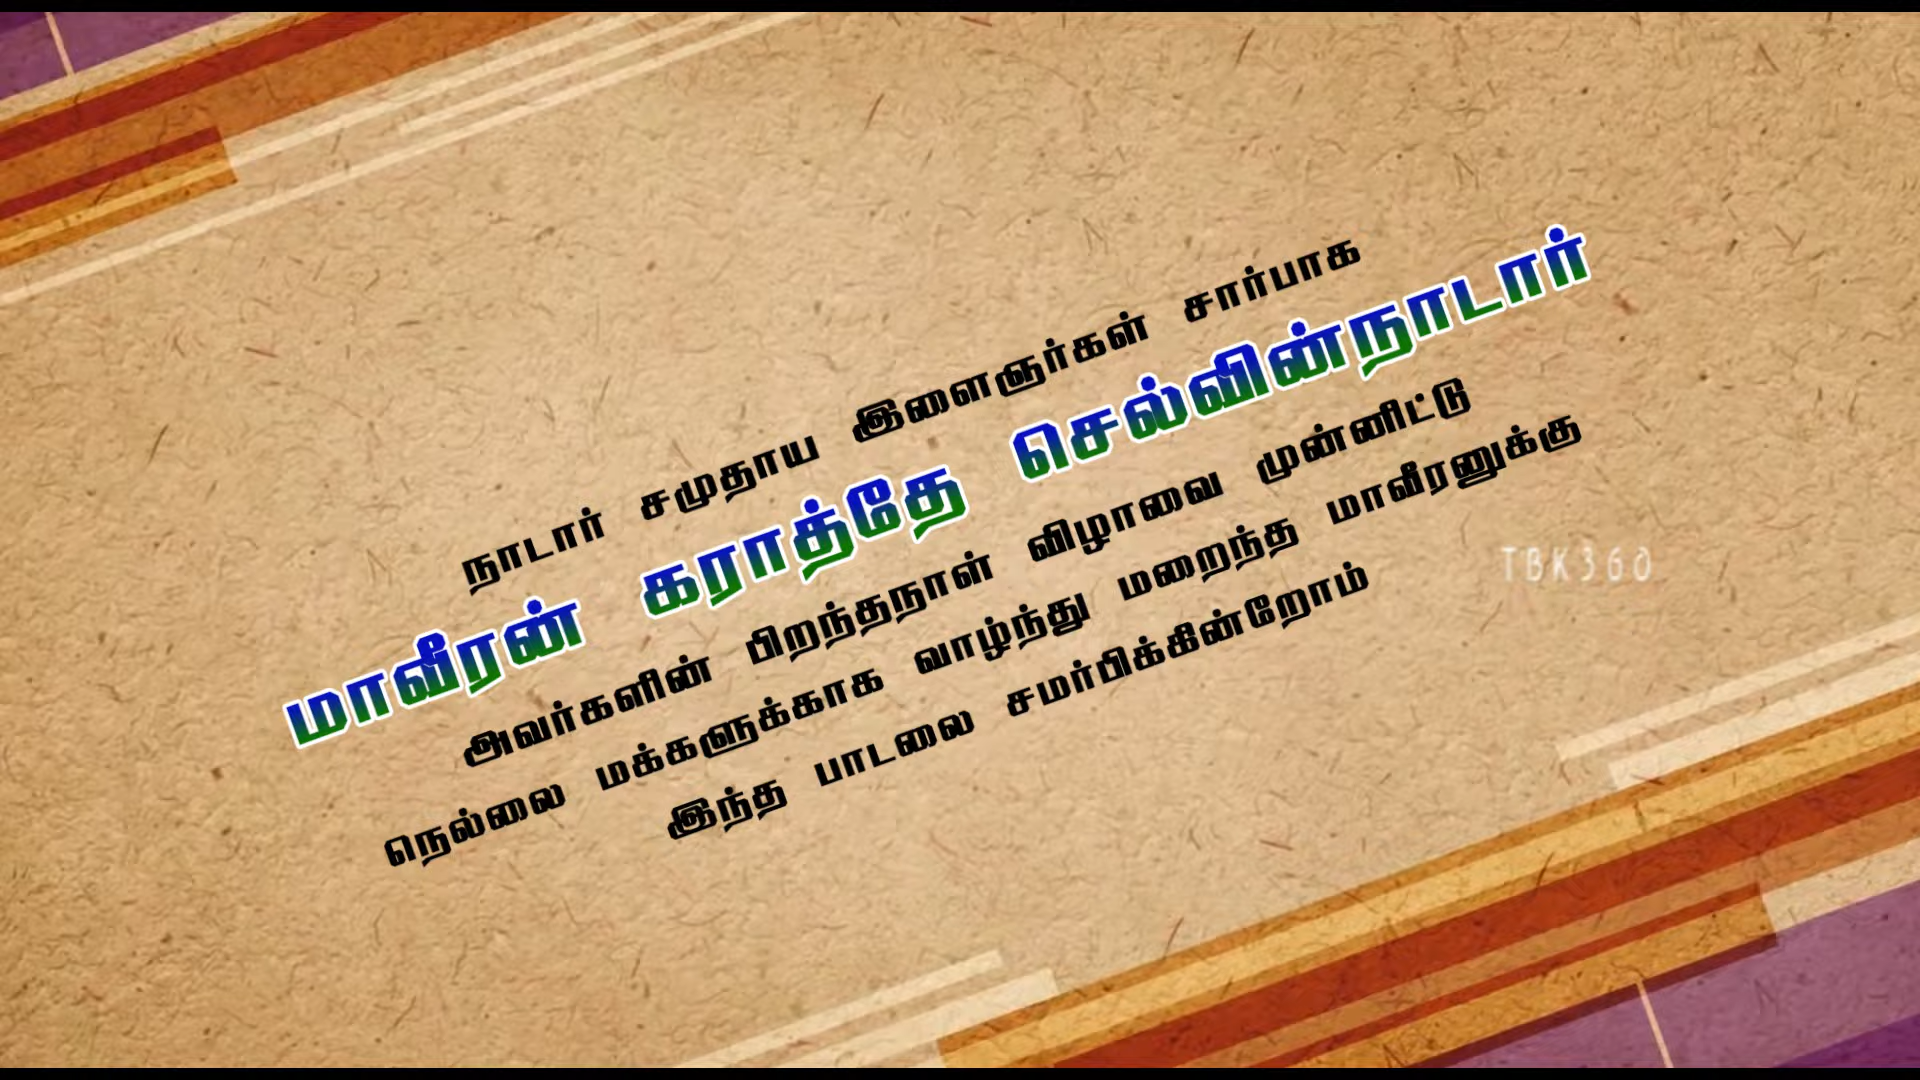 நாடார் சமுதாய இளைஞர்கள் சார்பாக
மாவீரன் கராத்தே செல்வின்நாடார்
அவர்களின் பிறந்தநாள் விழாவை முன்னிட்டு
நெல்லை மக்களுக்காக வாழ்ந்து மறைந்த மாவீரனுக்கு
இந்த பாடலை சமர்பிக்கின்றோம்
TBK360